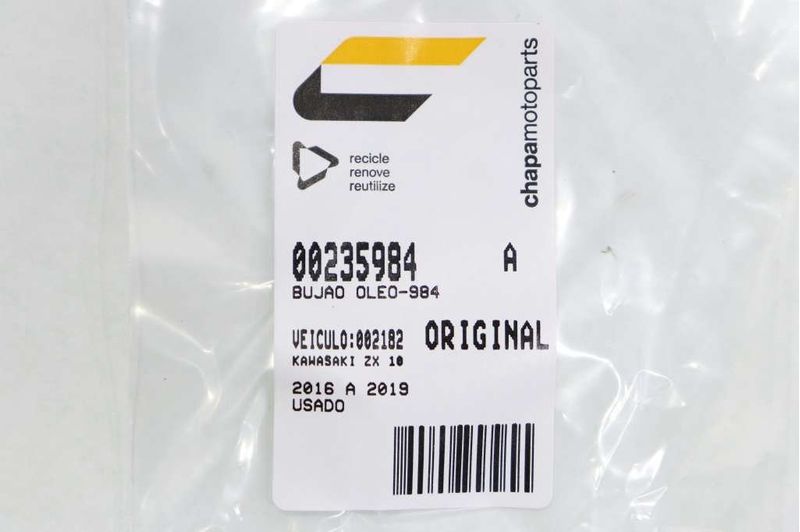 chapamotoparts
recicle
renove
reutilize
00235984 A
BUJAO OLEO-984
VEICULO:002182 ORIGINAL
KAWASAKI ZX 10
2016 A 2019
USADO